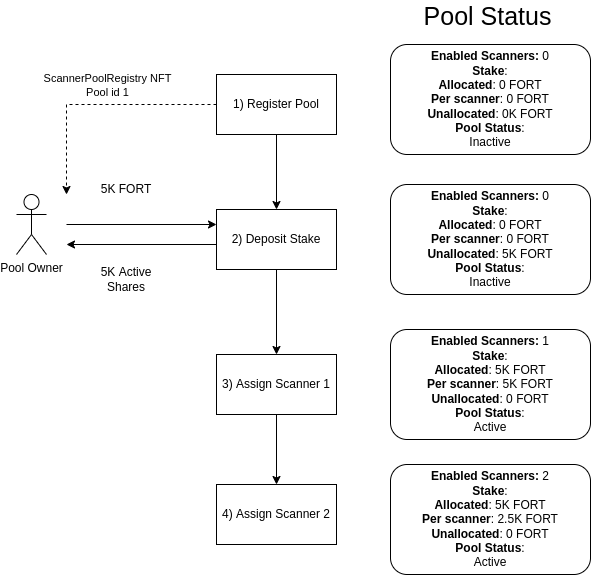 Pool Status
ScannerPoolRegistry NFT
Pool id 1
1) Register Pool
Enabled Scanners: 0
Stake:
Allocated: 0 FORT
Per scanner: 0 FORT
Unallocated: 0K FORT
Pool Status:
Inactive
5K FORT
Pool Owner
2) Deposit Stake
5K Active
Shares
Enabled Scanners: 0
Stake:
Allocated: 0 FORT
Per scanner: 0 FORT
Unallocated: 5K FORT
Pool Status:
Inactive
3) Assign Scanner 1
Enabled Scanners: 1
Stake:
Allocated: 5K FORT
Per scanner: 5K FORT
Unallocated: 0 FORT
Pool Status:
Active
4) Assign Scanner 2
Enabled Scanners: 2
Stake:
Allocated: 5K FORT
Per scanner: 2.5K FORT
Unallocated: 0 FORT
Pool Status:
Active